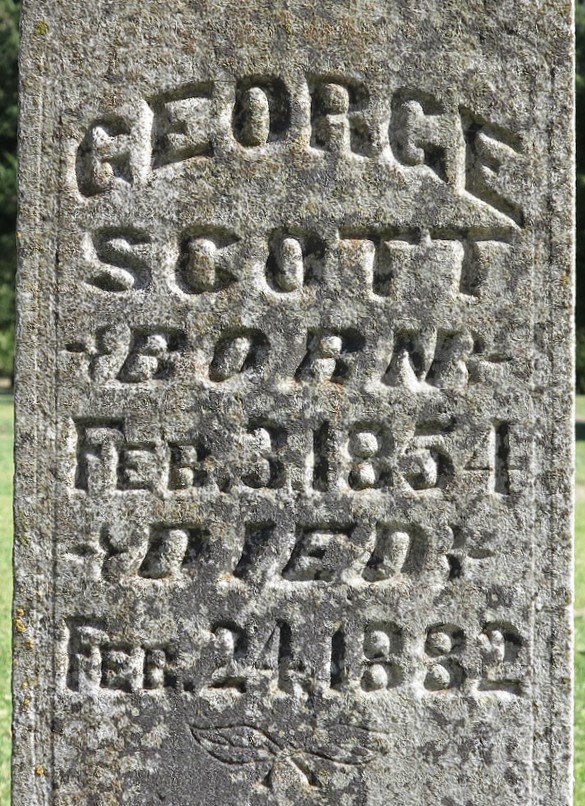 GEORGE
SCOTT
BORN
FEB. 3, 1854
DIED
FEB. 24, 1882